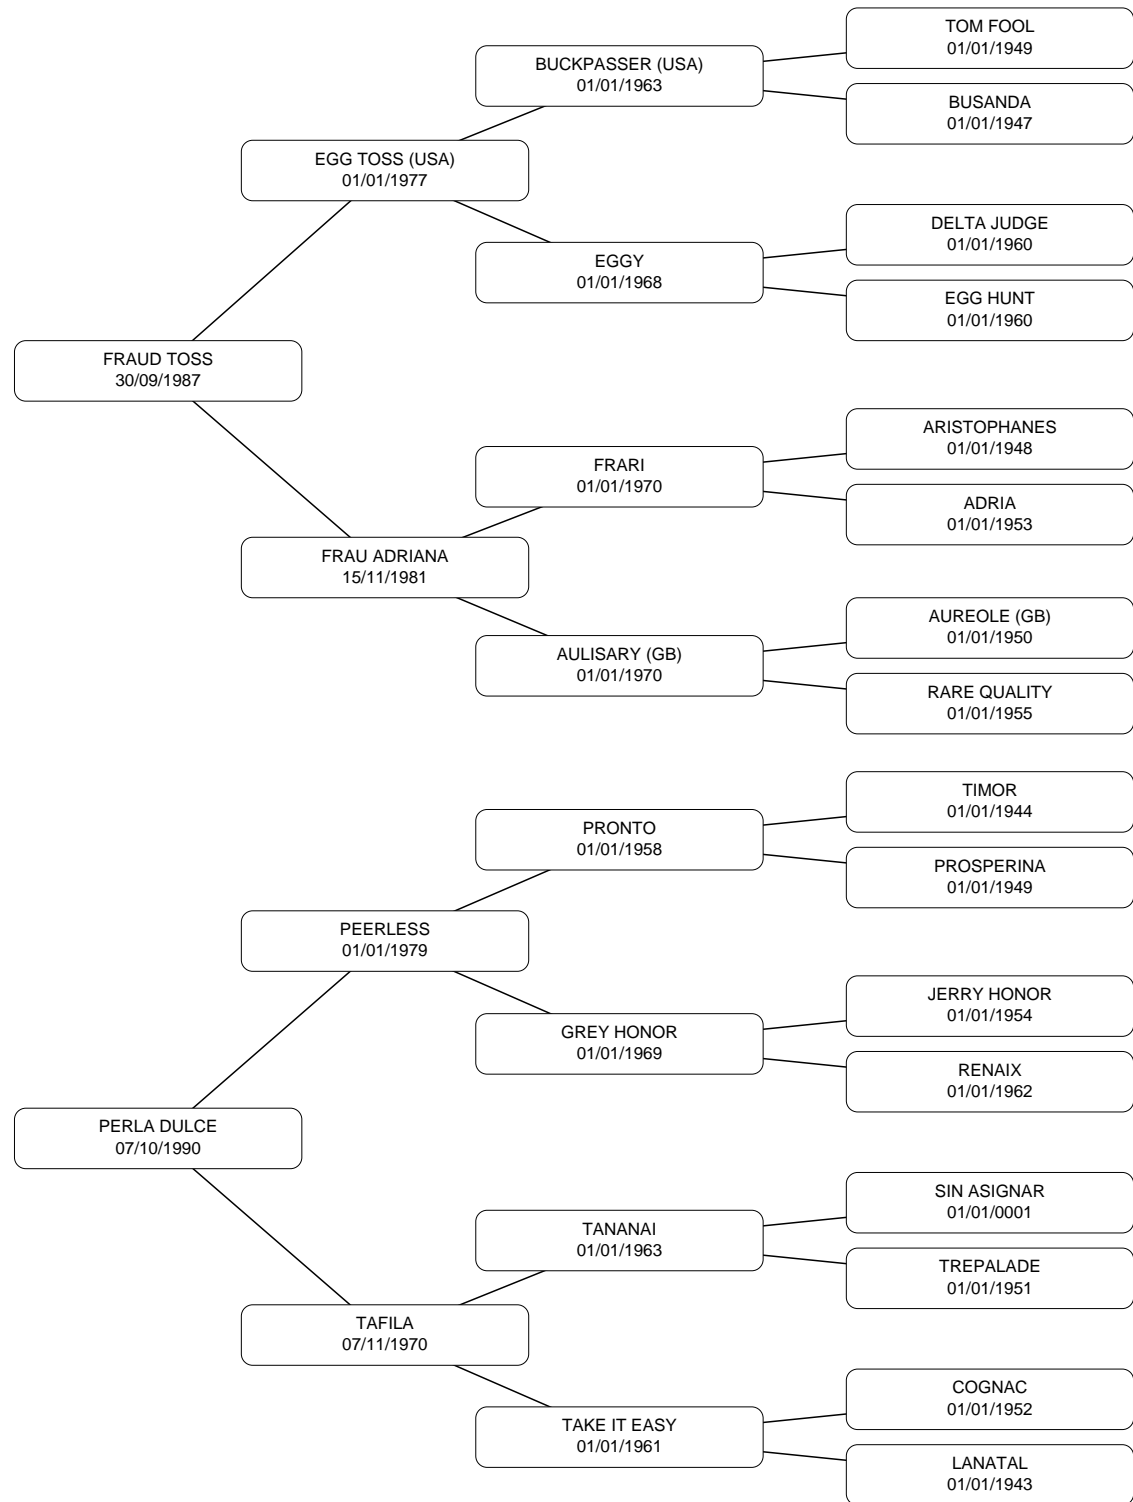 TOM FOOL
01/01/1949
BUCKPASSER (USA)
01/01/1963
BUSANDA
01/01/1947
EGG TOSS (USA)
01/01/1977
DELTA JUDGE
01/01/1960
EGGY
01/01/1968
EGG HUNT
01/01/1960
FRAUD TOSS
30/09/1987
ARISTOPHANES
01/01/1948
FRARI
01/01/1970
ADRIA
01/01/1953
FRAU ADRIANA
15/11/1981
AUREOLE (GB)
01/01/1950
AULISARY (GB)
01/01/1970
RARE QUALITY
01/01/1955
TIMOR
01/01/1944
PRONTO
01/01/1958
PROSPERINA
01/01/1949
PEERLESS
01/01/1979
JERRY HONOR
01/01/1954
GREY HONOR
01/01/1969
RENAIX
01/01/1962
PERLA DULCE
07/10/1990
SIN ASIGNAR
01/01/0001
TANANAI
01/01/1963
TREPALADE
01/01/1951
TAFILA
07/11/1970
COGNAC
01/01/1952
TAKE IT EASY
01/01/1961
LANATAL
01/01/1943